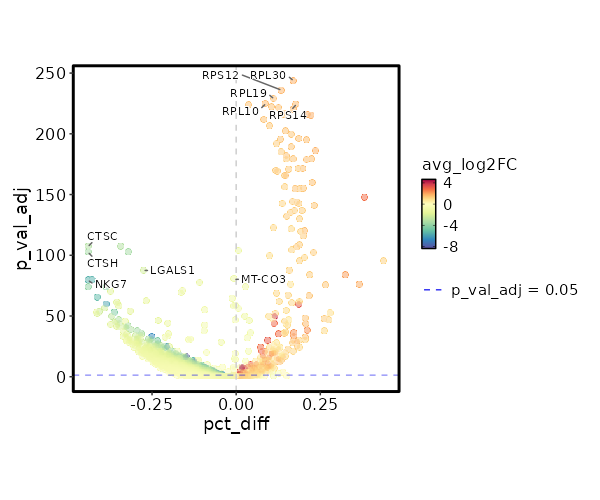 250
200
150
100
50
0
p_val_adj
RPS12
RPL30
RPL19
RPL10
RPS14
CTSC
CTSH
NKG7
LGALS1
MT-CO3
-0.25
0.00
0.25
pct_diff
avg_log2FC
4
0
-4
-8
p_val_adj = 0.05